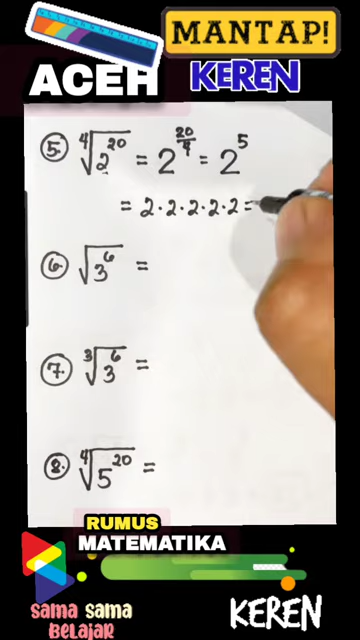 MANTAP!
ACEH KEREN
5. ⁴√2²⁰ = 2^(20/4) = 2⁵
= 2·2·2·2·2 =
6. √3⁶ =
7. ³√3⁶ =
8. ⁴√5²⁰ =
RUMUS
MATEMATIKA
sama sama
belajar
KEREN